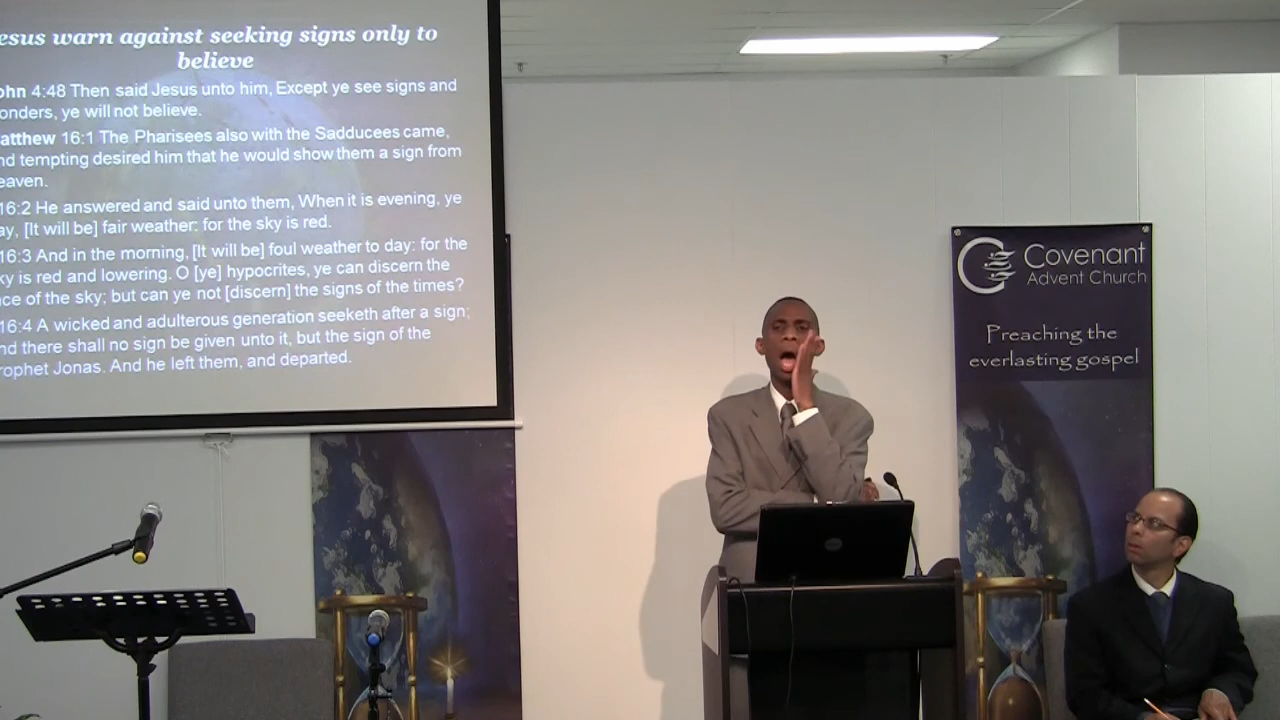 esus warn against seeking signs only to
believe
ohn 4:48 Then said Jesus unto him, Except ye see signs and
onders, ye will not believe.
atthew 16:1 The Pharisees also with the Sadducees came,
nd tempting desired him that he would show them a sign from
eaven.
16:2 He answered and said unto them, When it is evening, ye
ay, [It will be] fair weather: for the sky is red.
16:3 And in the morning, [It will be] foul weather to day: for the
ky is red and lowering. O [ye] hypocrites, ye can discern the
ace of the sky; but can ye not [discern] the signs of the times?
16:4 A wicked and adulterous generation seeketh after a sign;
nd there shall no sign be given unto it, but the sign of the
rophet Jonas. And he left them, and departed.
Covenant
Advent Church
Preaching the
everlasting gospel